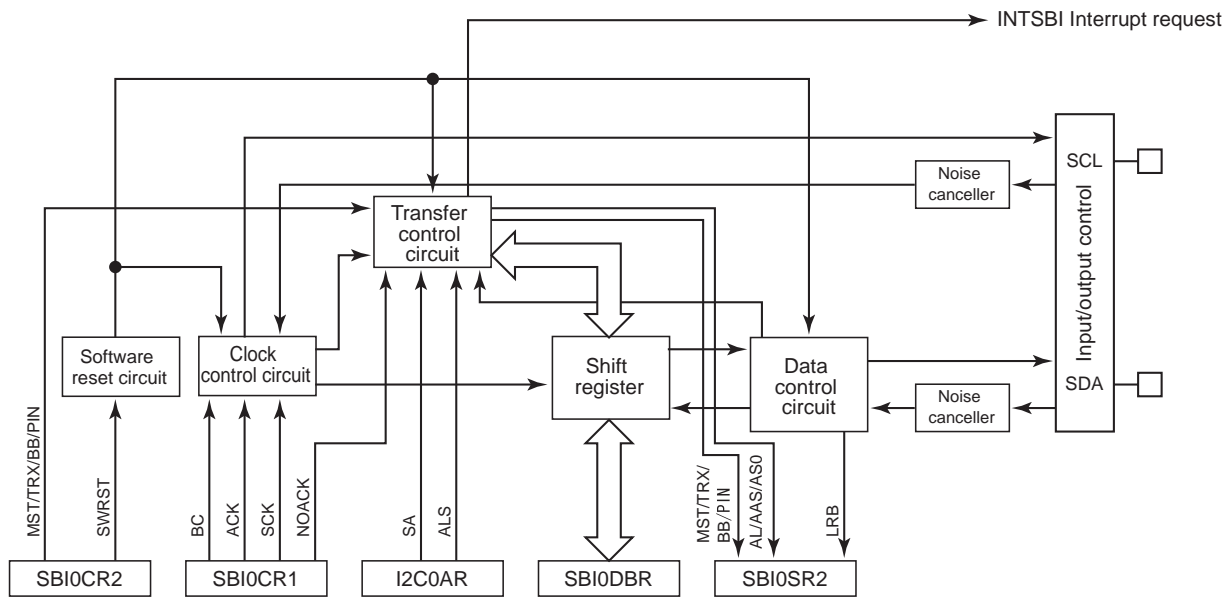 INTSBI Interrupt request
SCL
Noise
canceller
Input/output control
Transfer
control
circuit
Software
reset circuit
Clock
control circuit
Shift
register
Data
control
circuit
SDA
Noise
canceller
MST/TRX/BB/PIN
SWRST
BC
ACK
SCK
NOACK
SA
ALS
MST/TRX/
BB/PIN
AL/AAS/AS0
LRB
SBI0CR2
SBI0CR1
I2C0AR
SBI0DBR
SBI0SR2